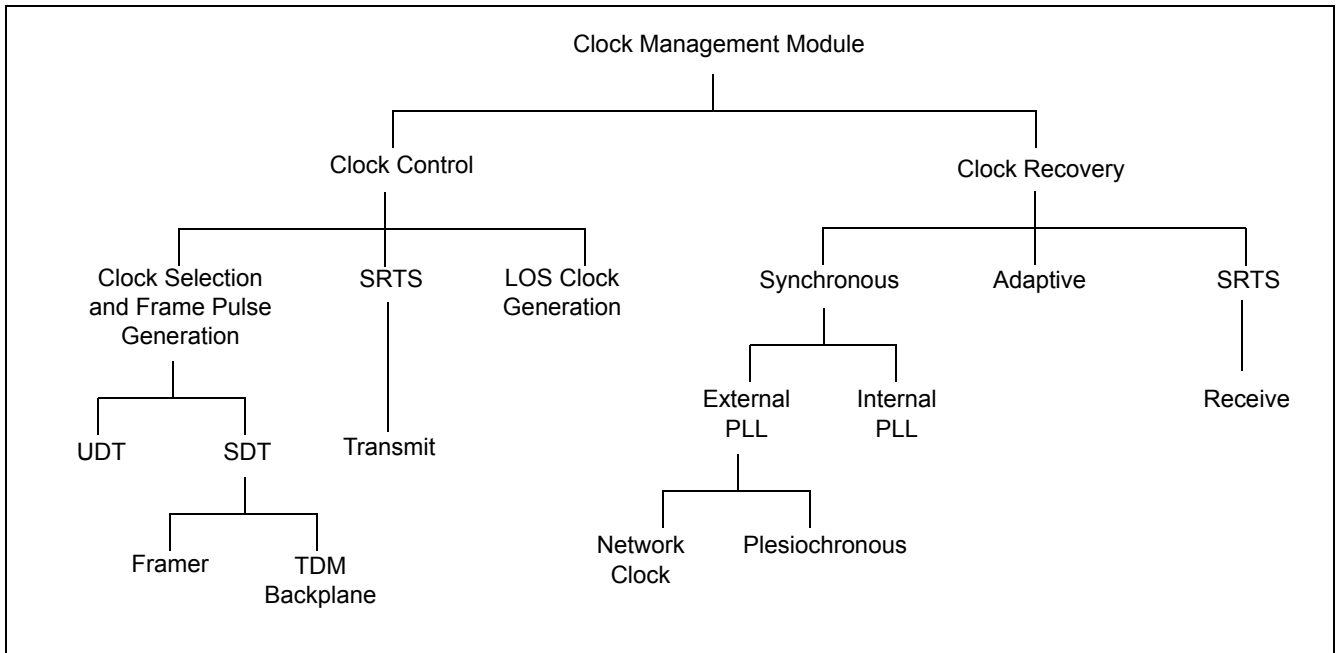 Clock Management Module
Clock Control
Clock Recovery
Clock Selection
and Frame Pulse
Generation
SRTS
LOS Clock
Generation
Synchronous
Adaptive
SRTS
UDT
SDT
Transmit
External
PLL
Internal
PLL
Receive
Framer
TDM
Backplane
Network
Clock
Plesiochronous